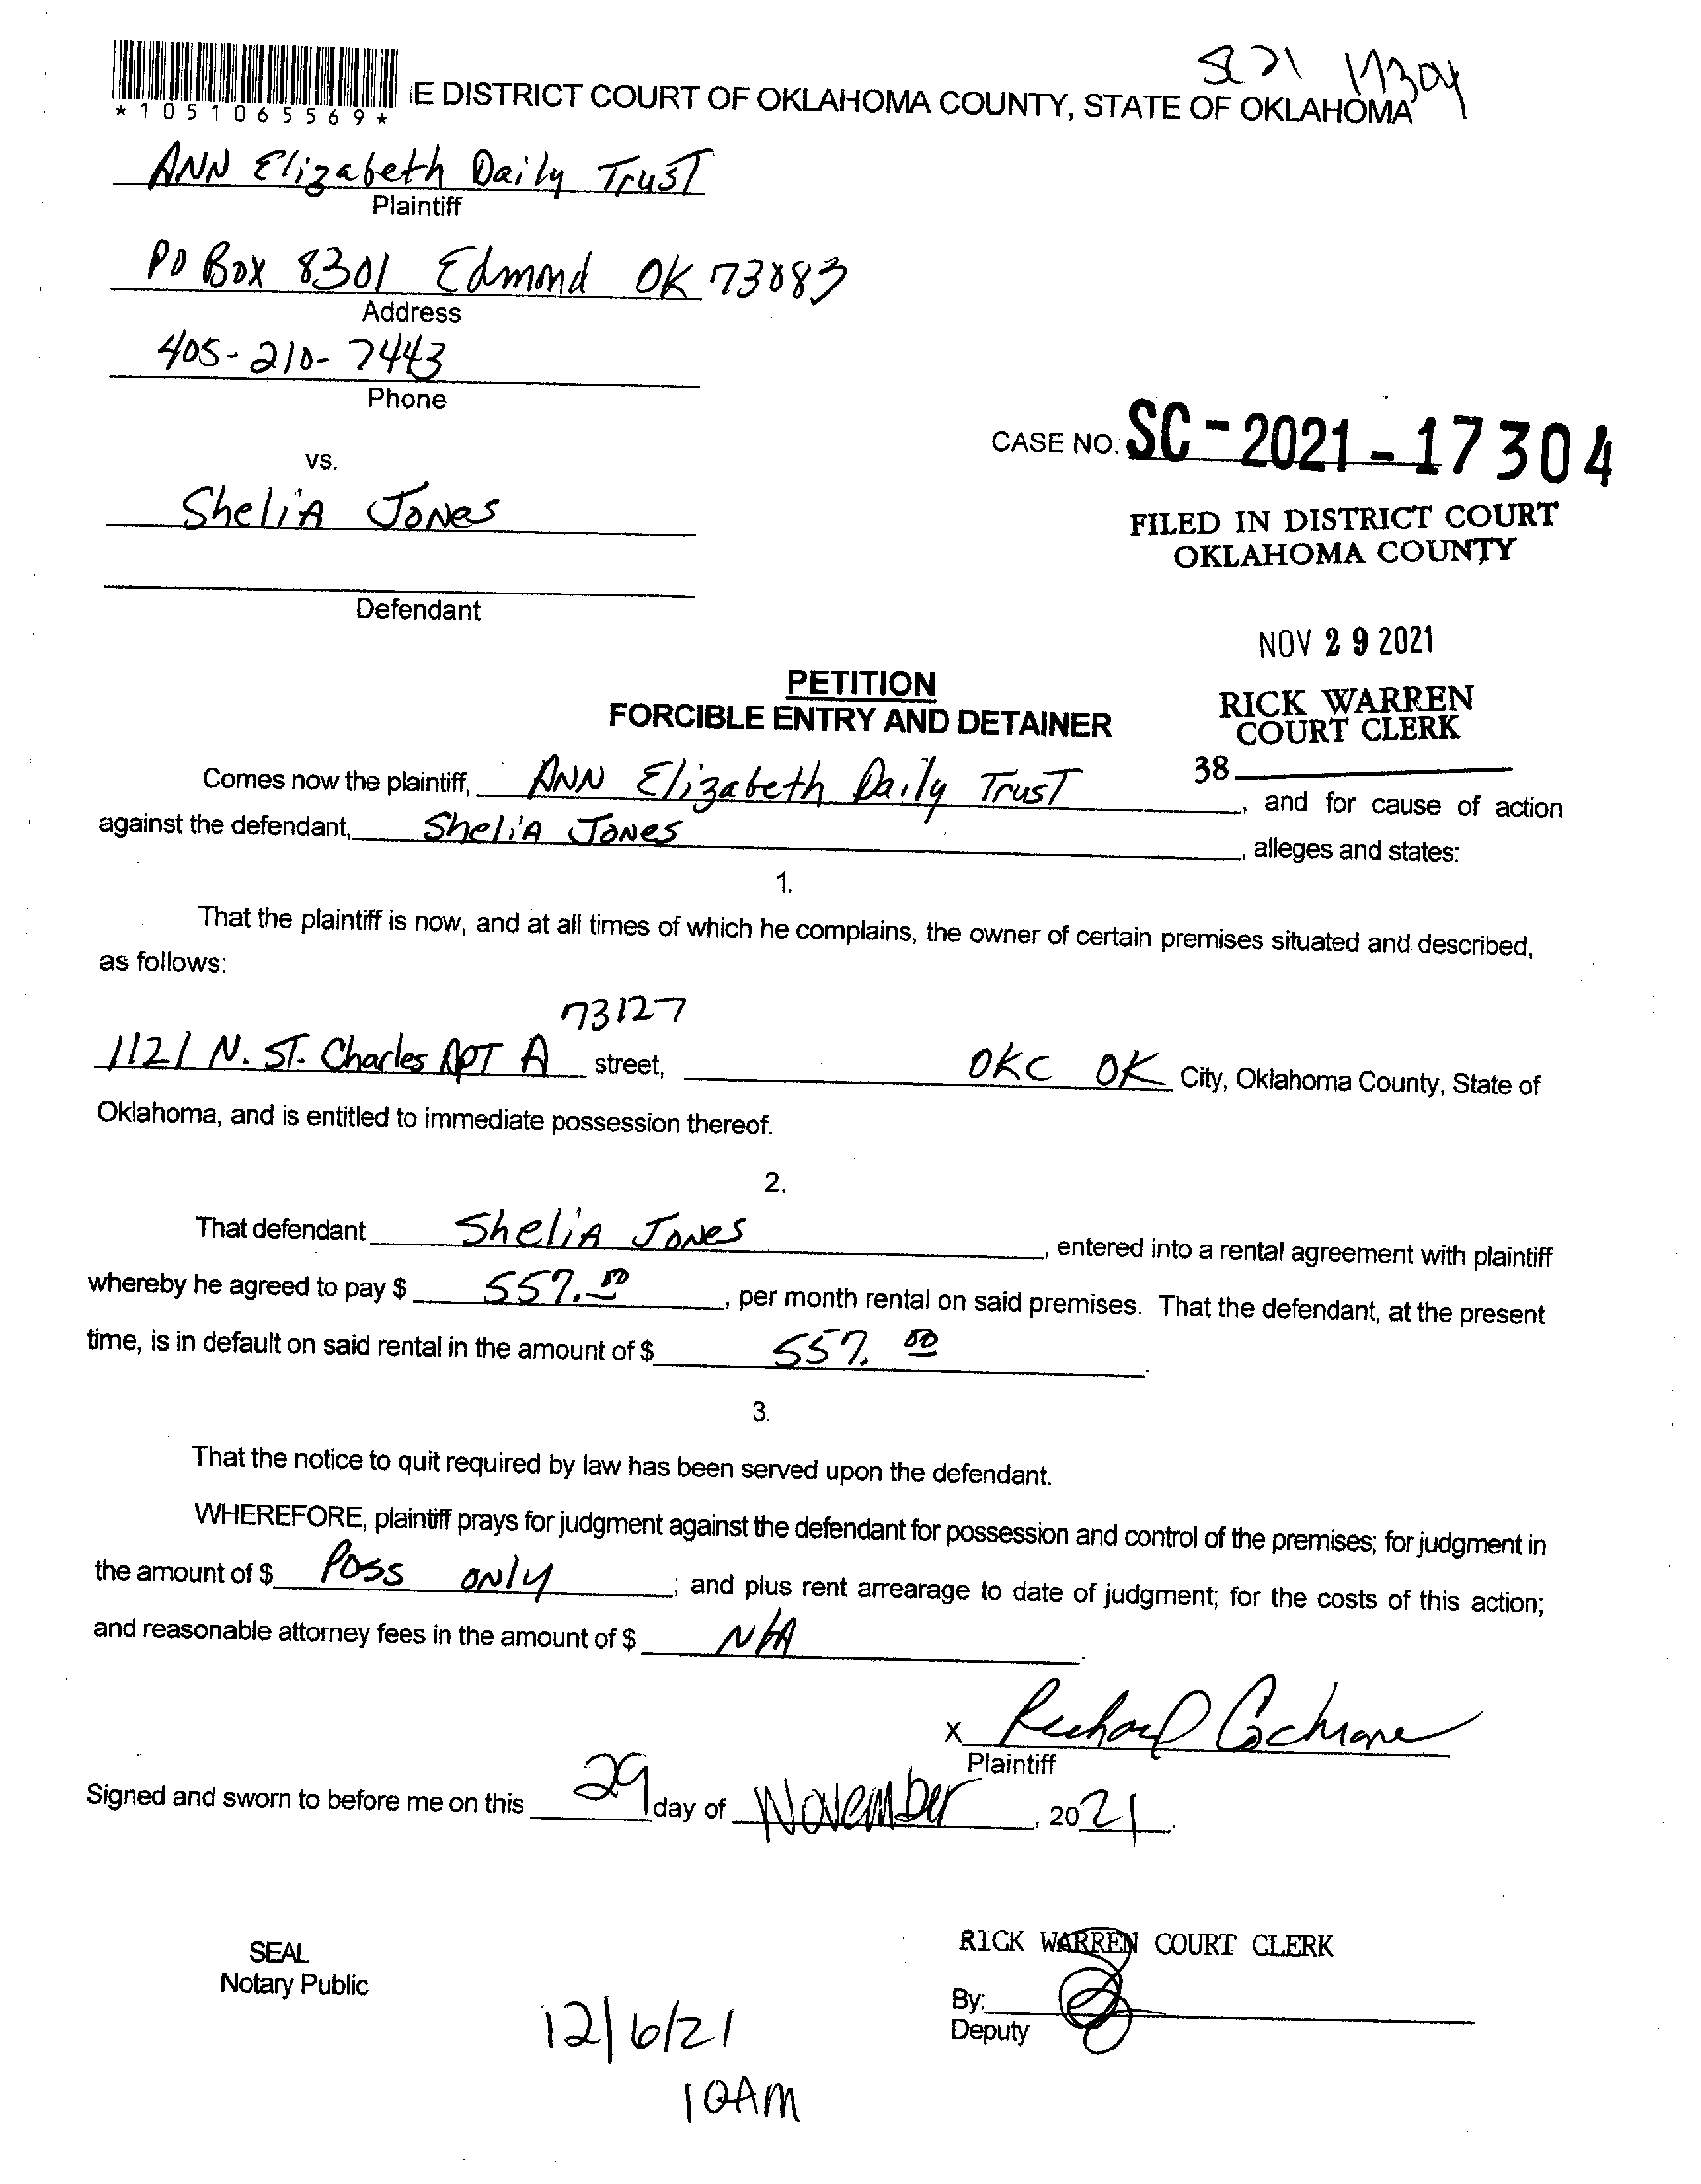 SC 21 17304
*1051065569*
E DISTRICT COURT OF OKLAHOMA COUNTY, STATE OF OKLAHOMA
ANN Elizabeth Daily Trust
Plaintiff
PO Box 8301 Edmond OK 73083
Address
405-210-7443
Phone
CASE NO. SC-2021-17304
vs.
Shelia Jones
FILED IN DISTRICT COURT
OKLAHOMA COUNTY
Defendant
NOV 29 2021
PETITION
FORCIBLE ENTRY AND DETAINER
RICK WARREN
COURT CLERK
38
Comes now the plaintiff, ANN Elizabeth Daily Trust, and for cause of action
against the defendant, Shelia Jones, alleges and states:
1.
That the plaintiff is now, and at all times of which he complains, the owner of certain premises situated and described,
as follows:
73127
1121 N. ST. Charles APT A street, OKC OK City, Oklahoma County, State of
Oklahoma, and is entitled to immediate possession thereof.
2.
That defendant Shelia Jones, entered into a rental agreement with plaintiff
whereby he agreed to pay $ 557.00, per month rental on said premises. That the defendant, at the present
time, is in default on said rental in the amount of $ 557.00.
3.
That the notice to quit required by law has been served upon the defendant.
WHEREFORE, plaintiff prays for judgment against the defendant for possession and control of the premises; for judgment in
the amount of $ Poss ONLY; and plus rent arrearage to date of judgment; for the costs of this action;
and reasonable attorney fees in the amount of $ N/A.
X Richard Cochrane
Plaintiff
Signed and sworn to before me on this 29 day of November, 2021.
RICK WARREN COURT CLERK
SEAL
Notary Public
By:
Deputy
12/6/21
10AM